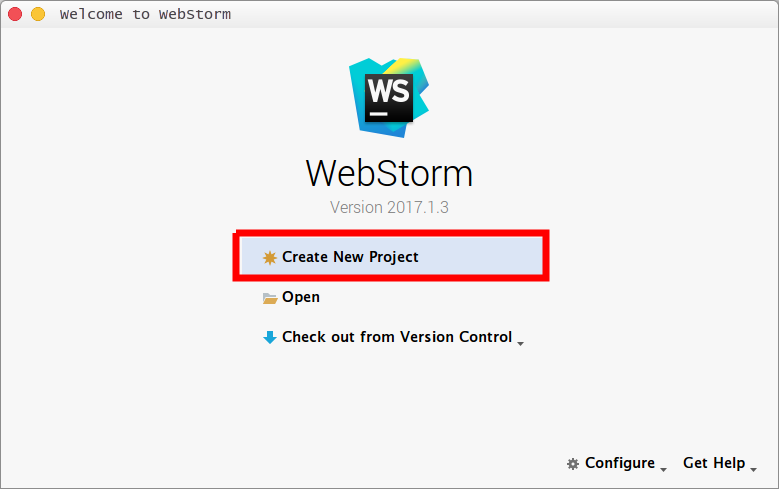 Welcome to WebStorm
WS
WebStorm
Version 2017.1.3
Create New Project
Open
Check out from Version Control
Configure Get Help